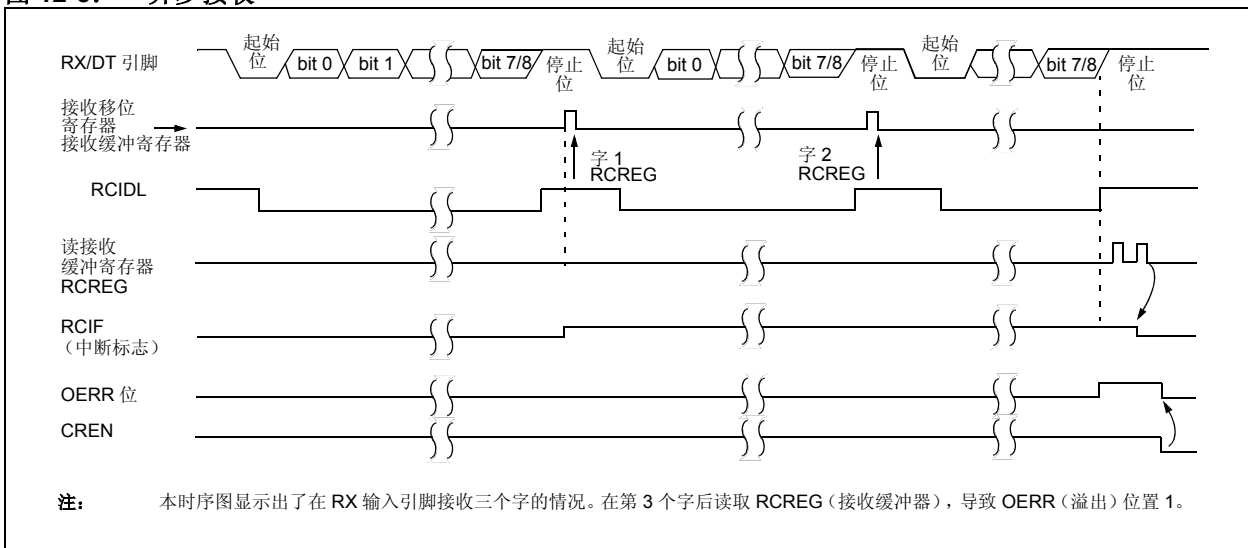 RX/DT 引脚
起始
位
bit 0
bit 1
bit 7/8
停止
位
起始
位
bit 0
bit 7/8
停止
位
起始
位
bit 7/8
停止
位
接收移位
寄存器
接收缓冲寄存器
字 1
RCREG
字 2
RCREG
RCIDL
读接收
缓冲寄存器
RCREG
RCIF
（中断标志）
OERR 位
CREN
注： 本时序图显示出了在 RX 输入引脚接收三个字的情况。在第 3 个字后读取 RCREG（接收缓冲器），导致 OERR（溢出）位置 1。